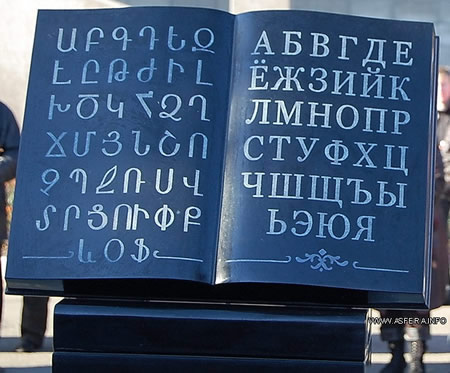 ԱԲԳԴԵԶ
ԷԸԹԺԻԼ
ԽԾԿՀՁՂ
ՃՄՅՆՇՈ
ՉՊՋՌՍՎ
ՏՐՑՈՒՓՔ
ևՕՖ
АБВГДЕ
ЁЖЗИЙК
ЛМНОПР
СТУФХЦ
ЧШЩЪЫ
ЬЭЮЯ
WWW.ASFERA.INFO